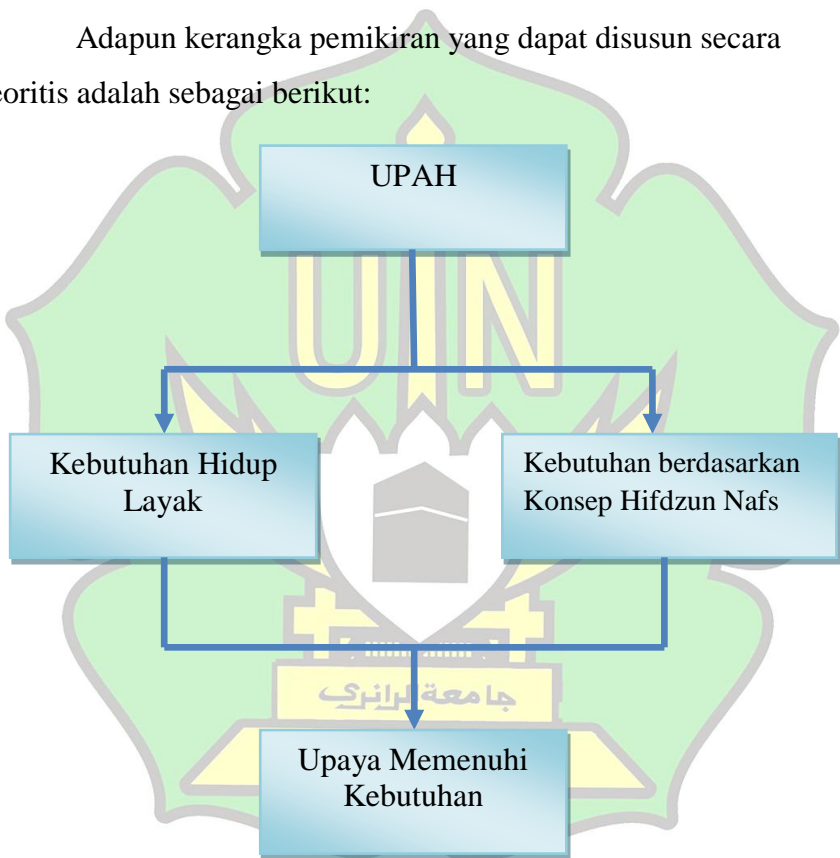 Adapun kerangka pemikiran yang dapat disusun secara
eoritis adalah sebagai berikut:
UPAH
UIN
Kebutuhan Hidup
Layak
Kebutuhan berdasarkan
Konsep Hifdzun Nafs
جامعة الرانري
Upaya Memenuhi
Kebutuhan